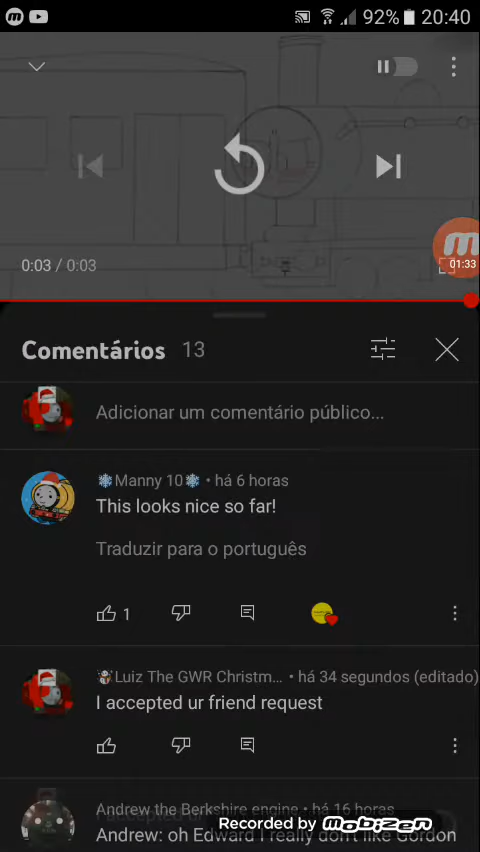 92% 20:40
0:03 / 0:03
01:33
Comentários 13
Adicionar um comentário público...
❄️Manny 10❄️ • há 6 horas
This looks nice so far!
Traduzir para o português
1
⛄Luiz The GWR Christm... • há 34 segundos (editado)
I accepted ur friend request
Andrew the Berkshire engine • há 16 horas
Andrew: oh Edward I really don't like Gordon
Recorded by mobizen